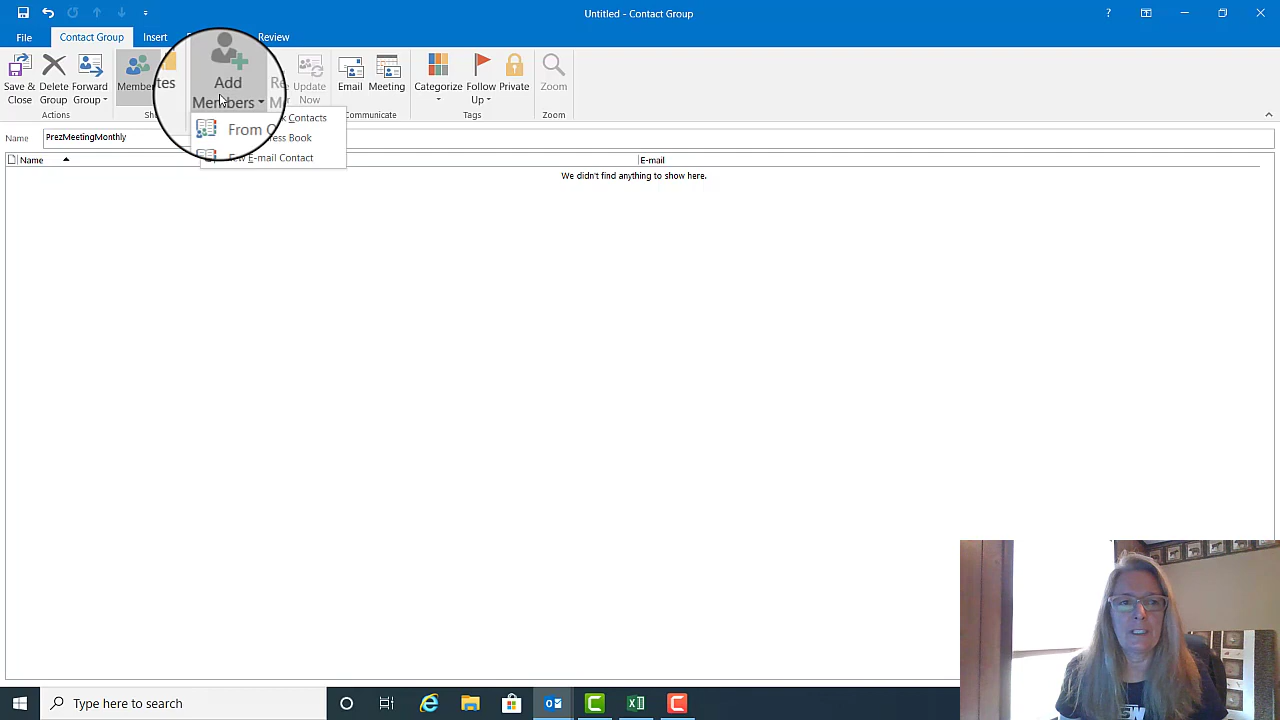 Untitled - Contact Group
?
File Contact Group Insert Review
Save & Close
Delete Group
Forward Group
Actions
Members
tes
Add Members
Update Now
Email
Meeting
Communicate
Categorize
Follow Up
Private
Tags
Zoom
Zoom
From O
k Contacts
ress Book
E-mail Contact
Name PrezMeetingMonthly
Name E-mail
We didn't find anything to show here.
Type here to search